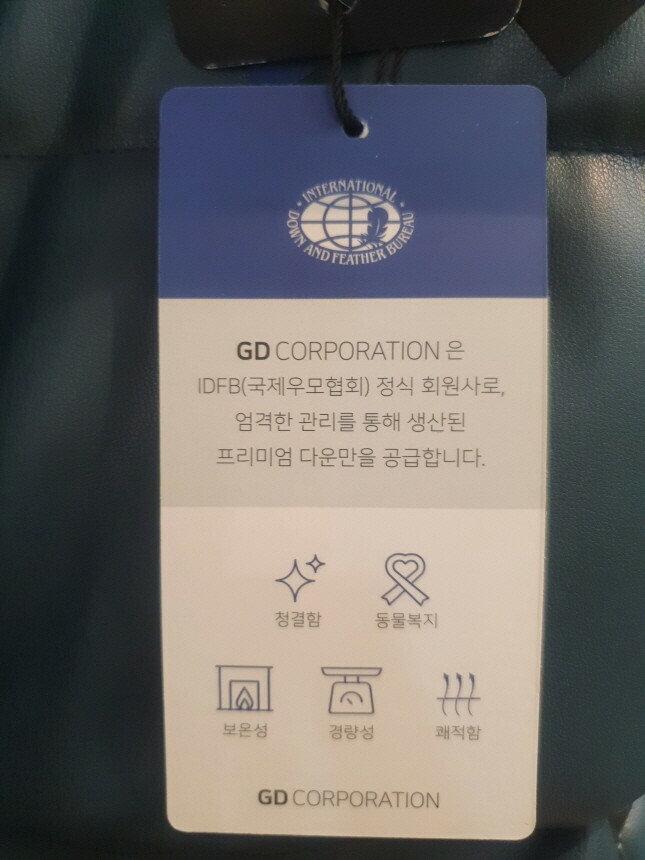 INTERNATIONAL
DOWN AND FEATHER BUREAU
GD CORPORATION 은
IDFB(국제우모협회) 정식 회원사로,
엄격한 관리를 통해 생산된
프리미엄 다운만을 공급합니다.
청결함 동물복지
보온성 경량성 쾌적함
GD CORPORATION